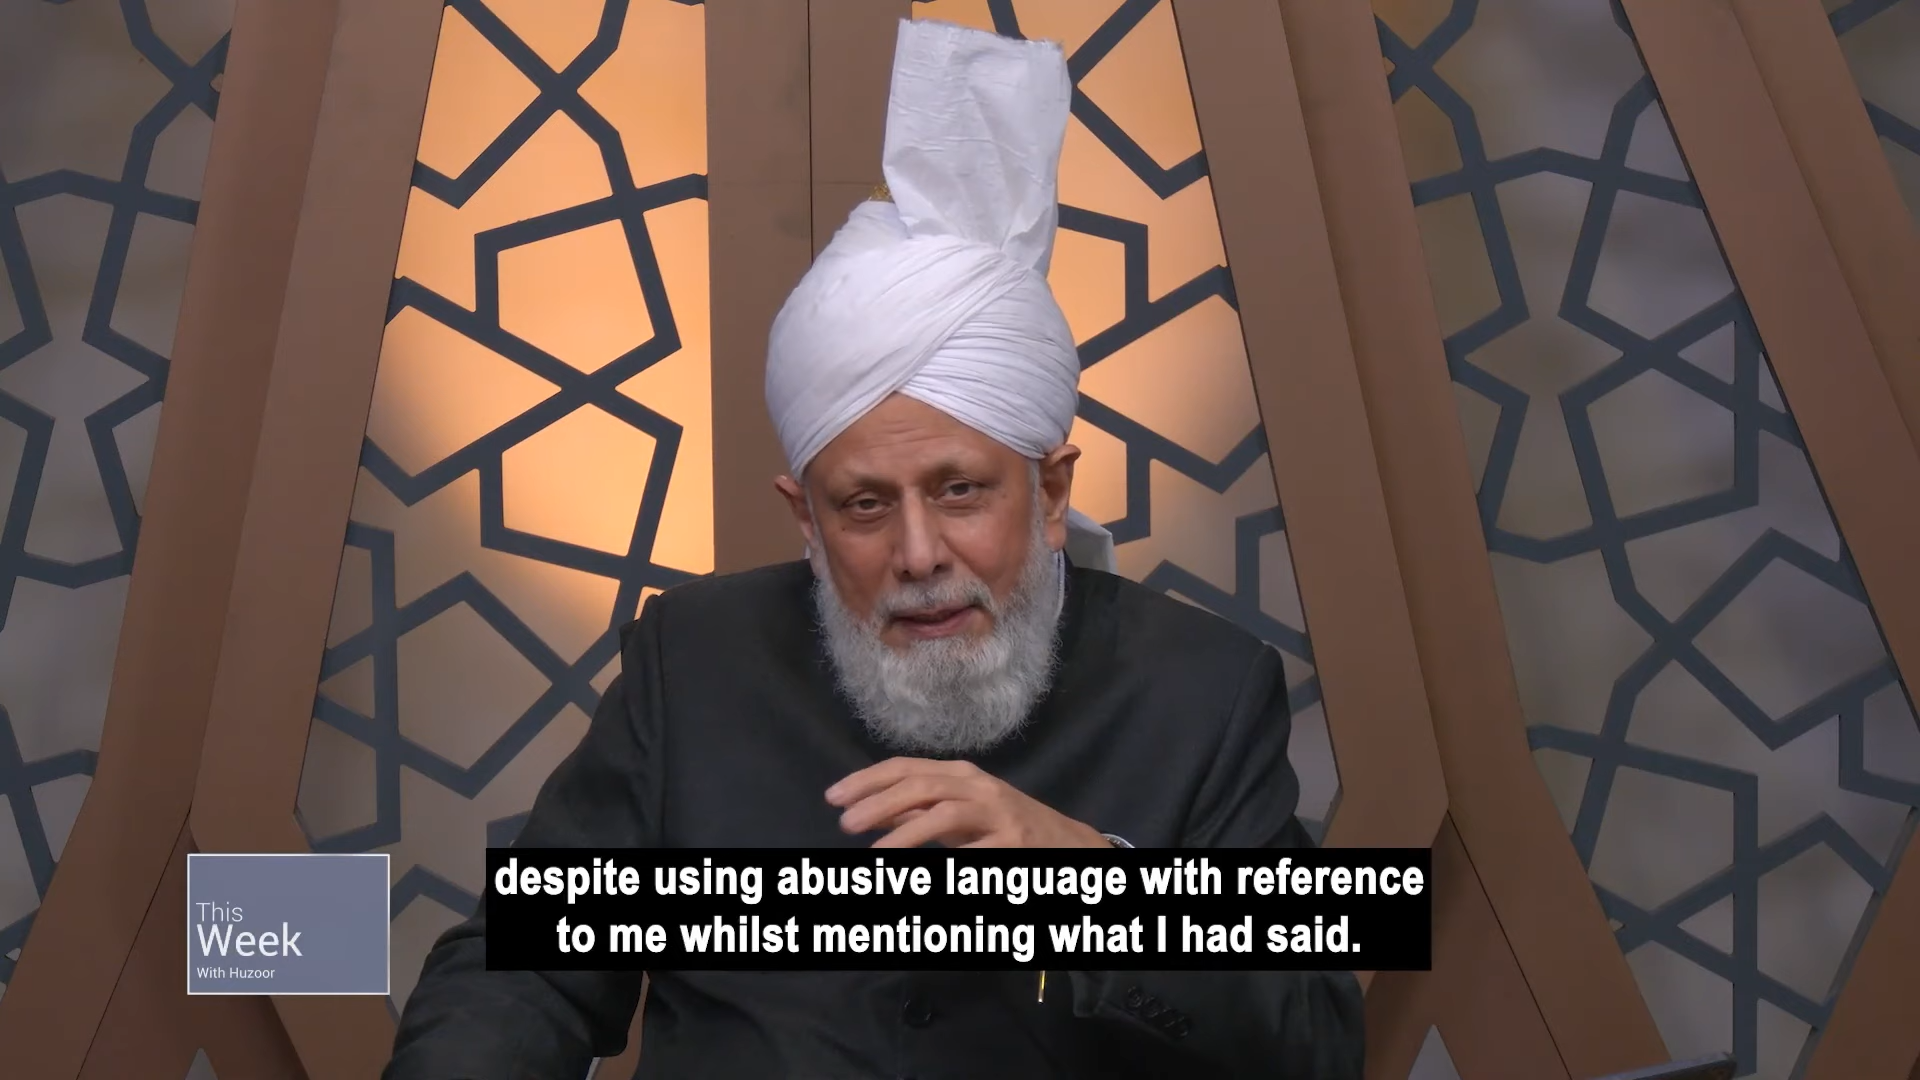 This
Week
With Huzoor
despite using abusive language with reference
to me whilst mentioning what I had said.